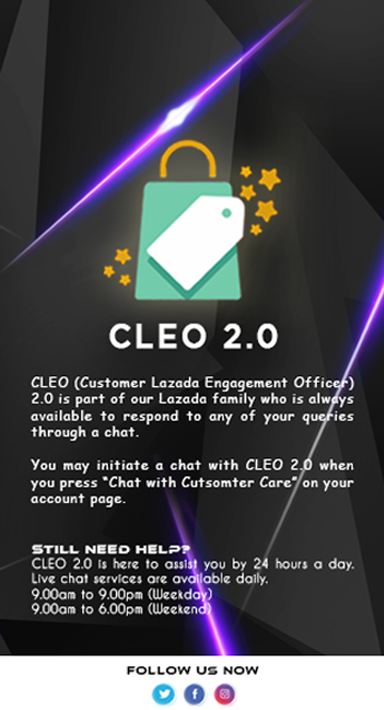 CLEO 2.0
CLEO (Customer Lazada Engagement Officer)
2.0 is part of our Lazada family who is always
available to respond to any of your queries
through a chat.
You may initiate a chat with CLEO 2.0 when
you press “Chat with Cutsomter Care” on your
account page.
STILL NEED HELP?
CLEO 2.0 is here to assist you by 24 hours a day.
Live chat services are available daily.
9.00am to 9.00pm (Weekday)
9.00am to 6.00pm (Weekend)
FOLLOW US NOW